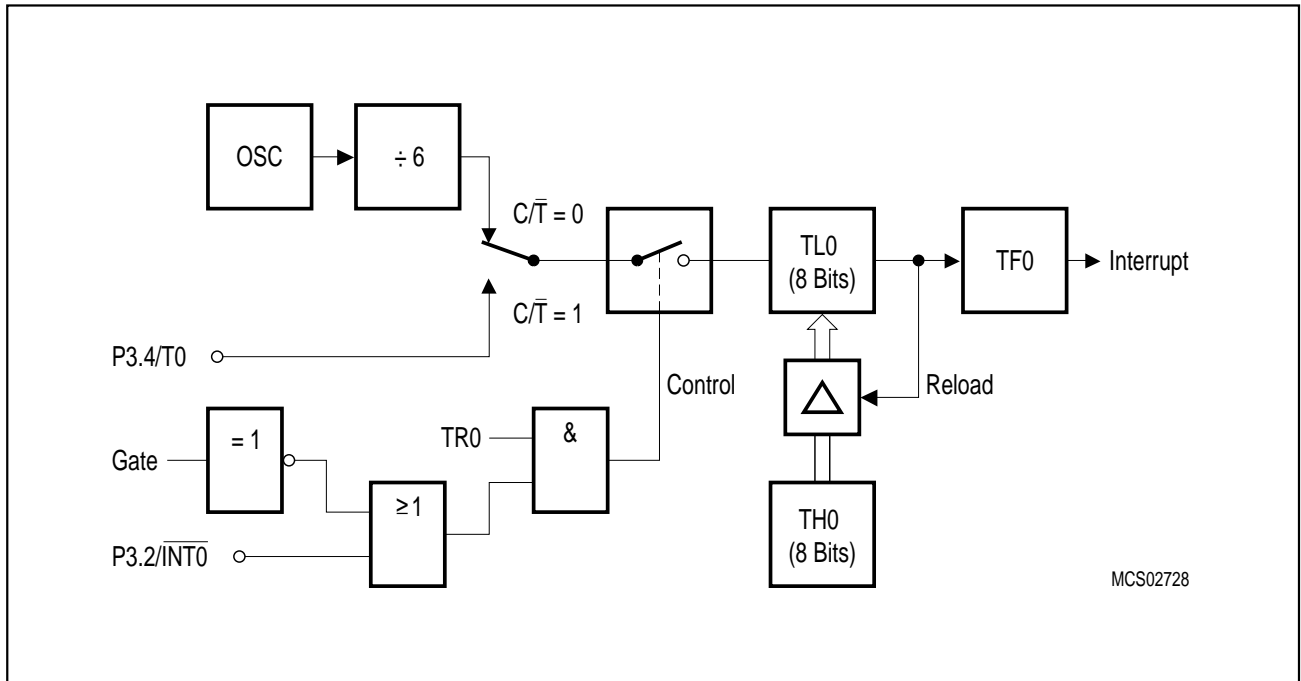 OSC
÷ 6
C/T̅ = 0
C/T̅ = 1
TL0
(8 Bits)
TF0
Interrupt
P3.4/T0
Control
Reload
Gate
= 1
TR0
&
≥1
P3.2/I̅N̅T̅0̅
TH0
(8 Bits)
MCS02728